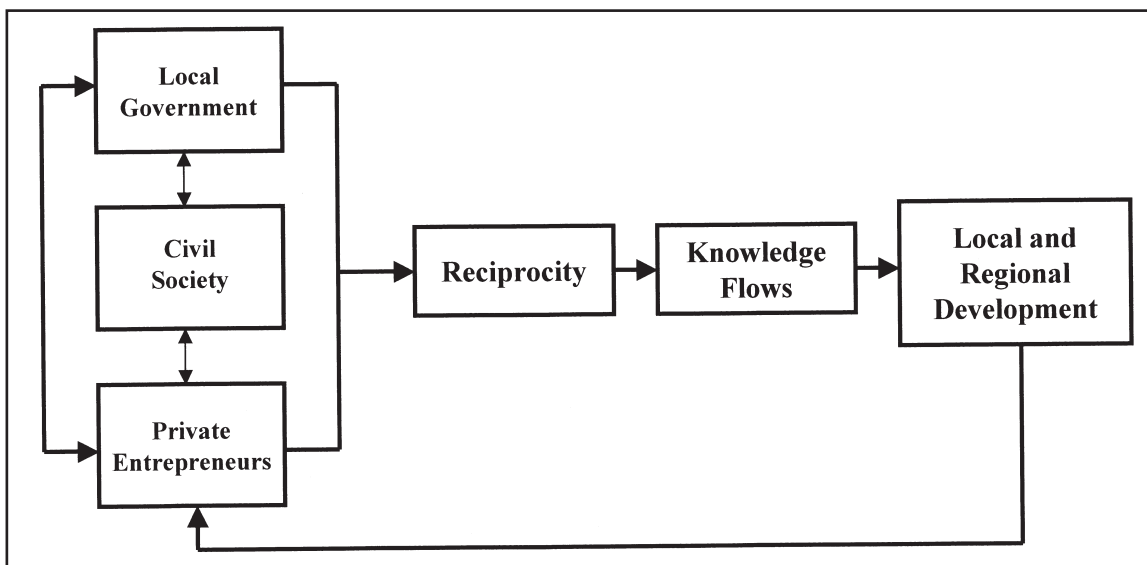 Local
Government
Civil
Society
Private
Entrepreneurs
Reciprocity
Knowledge
Flows
Local and
Regional
Development